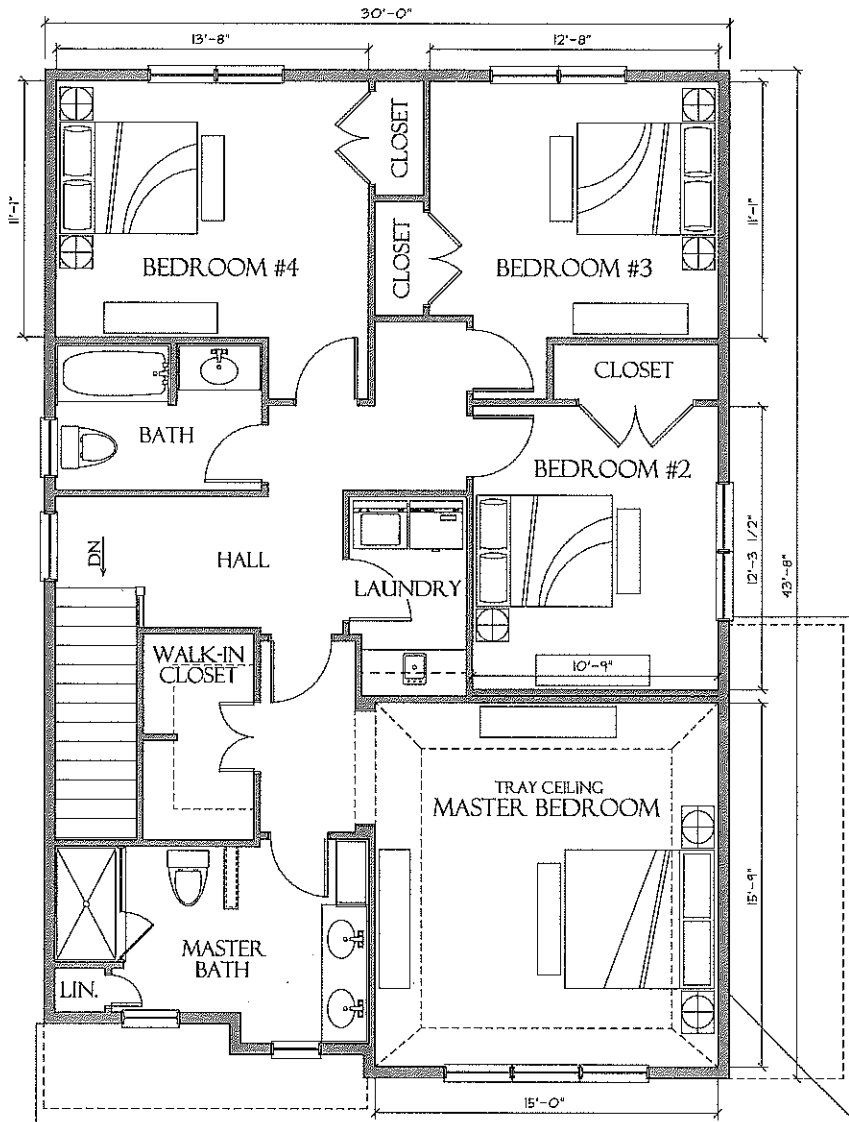 30'-0"
13'-8"
12'-8"
CLOSET
CLOSET
11'-1"
11'-1"
BEDROOM #4
BEDROOM #3
CLOSET
BATH
BEDROOM #2
DN
HALL
LAUNDRY
12'-3 1/2"
43'-8"
WALK-IN
CLOSET
10'-9"
TRAY CEILING
MASTER BEDROOM
15'-9"
MASTER
BATH
LIN.
15'-0"